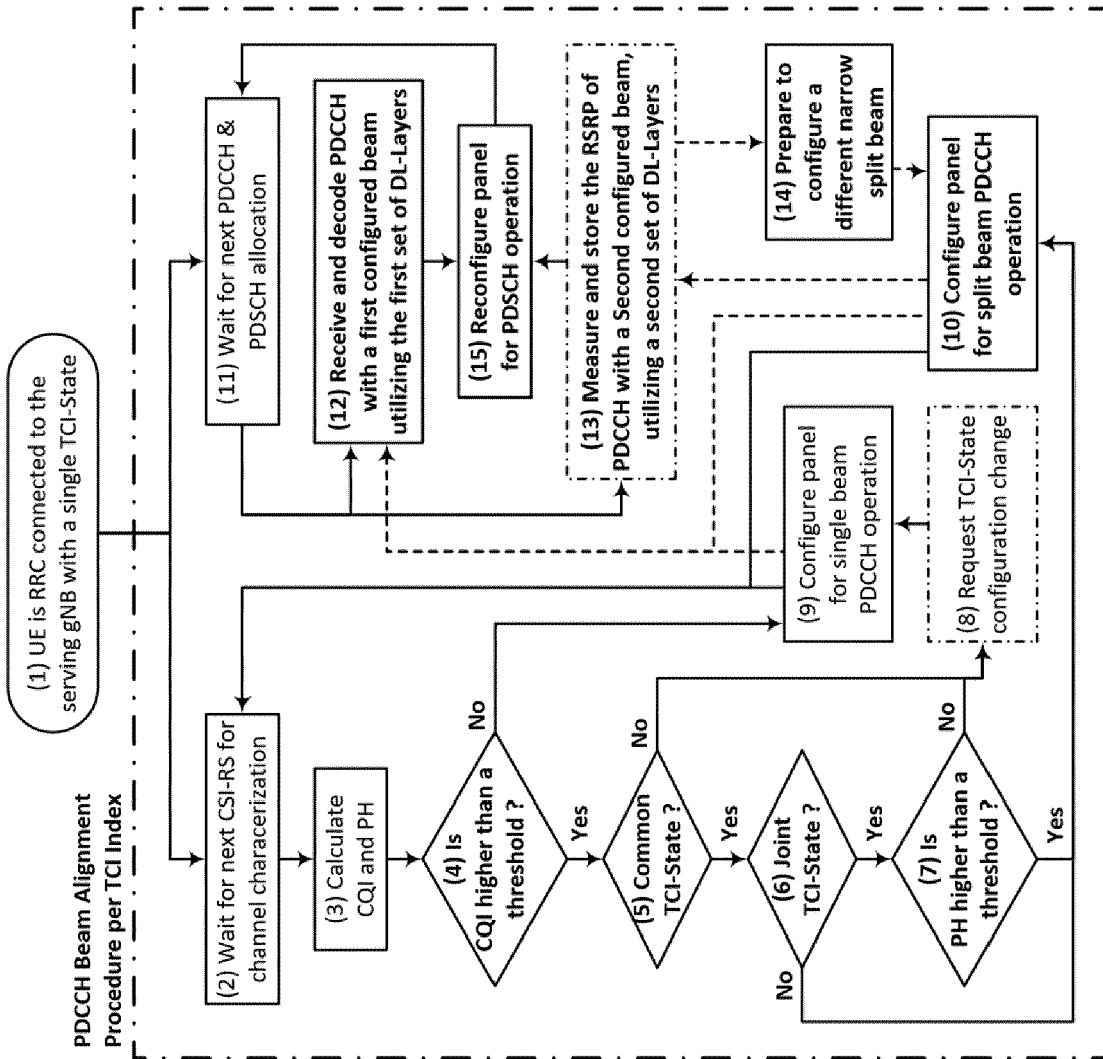 PDCCH Beam Alignment
Procedure per TCI Index
(1) UE is RRC connected to the
serving gNB with a single TCI-State
(2) Wait for next CSI-RS for
channel characerization
(3) Calculate
CQI and PH
(4) Is
CQI higher than a
threshold ?
No
Yes
(5) Common
TCI-State ?
No
Yes
(6) Joint
TCI-State ?
No
Yes
(7) Is
PH higher than a
threshold ?
No
Yes
(8) Request TCI-State
configuration change
(9) Configure panel
for single beam
PDCCH operation
(10) Configure panel
for split beam PDCCH
operation
(11) Wait for next PDCCH &
PDSCH allocation
(12) Receive and decode PDCCH
with a first configured beam
utilizing the first set of DL-Layers
(13) Measure and store the RSRP of
PDCCH with a Second configured beam,
utilizing a second set of DL-Layers
(14) Prepare to
configure a
different narrow
split beam
(15) Reconfigure panel
for PDSCH operation